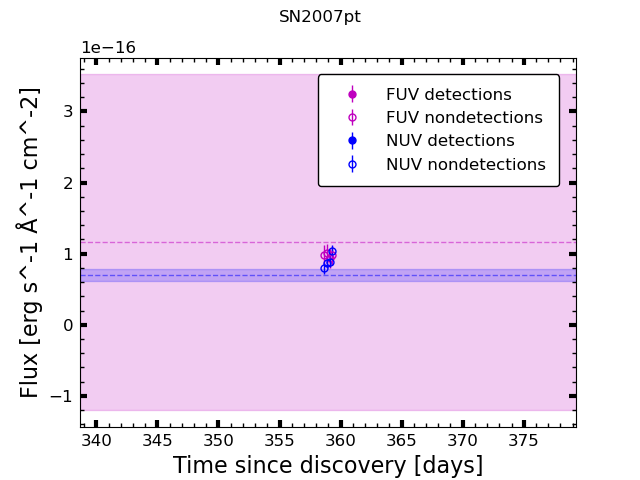 SN2007pt
1e−16
FUV detections
FUV nondetections
NUV detections
NUV nondetections
3
2
1
0
−1
Flux [erg s^-1 Å^-1 cm^-2]
340 345 350 355 360 365 370 375
Time since discovery [days]